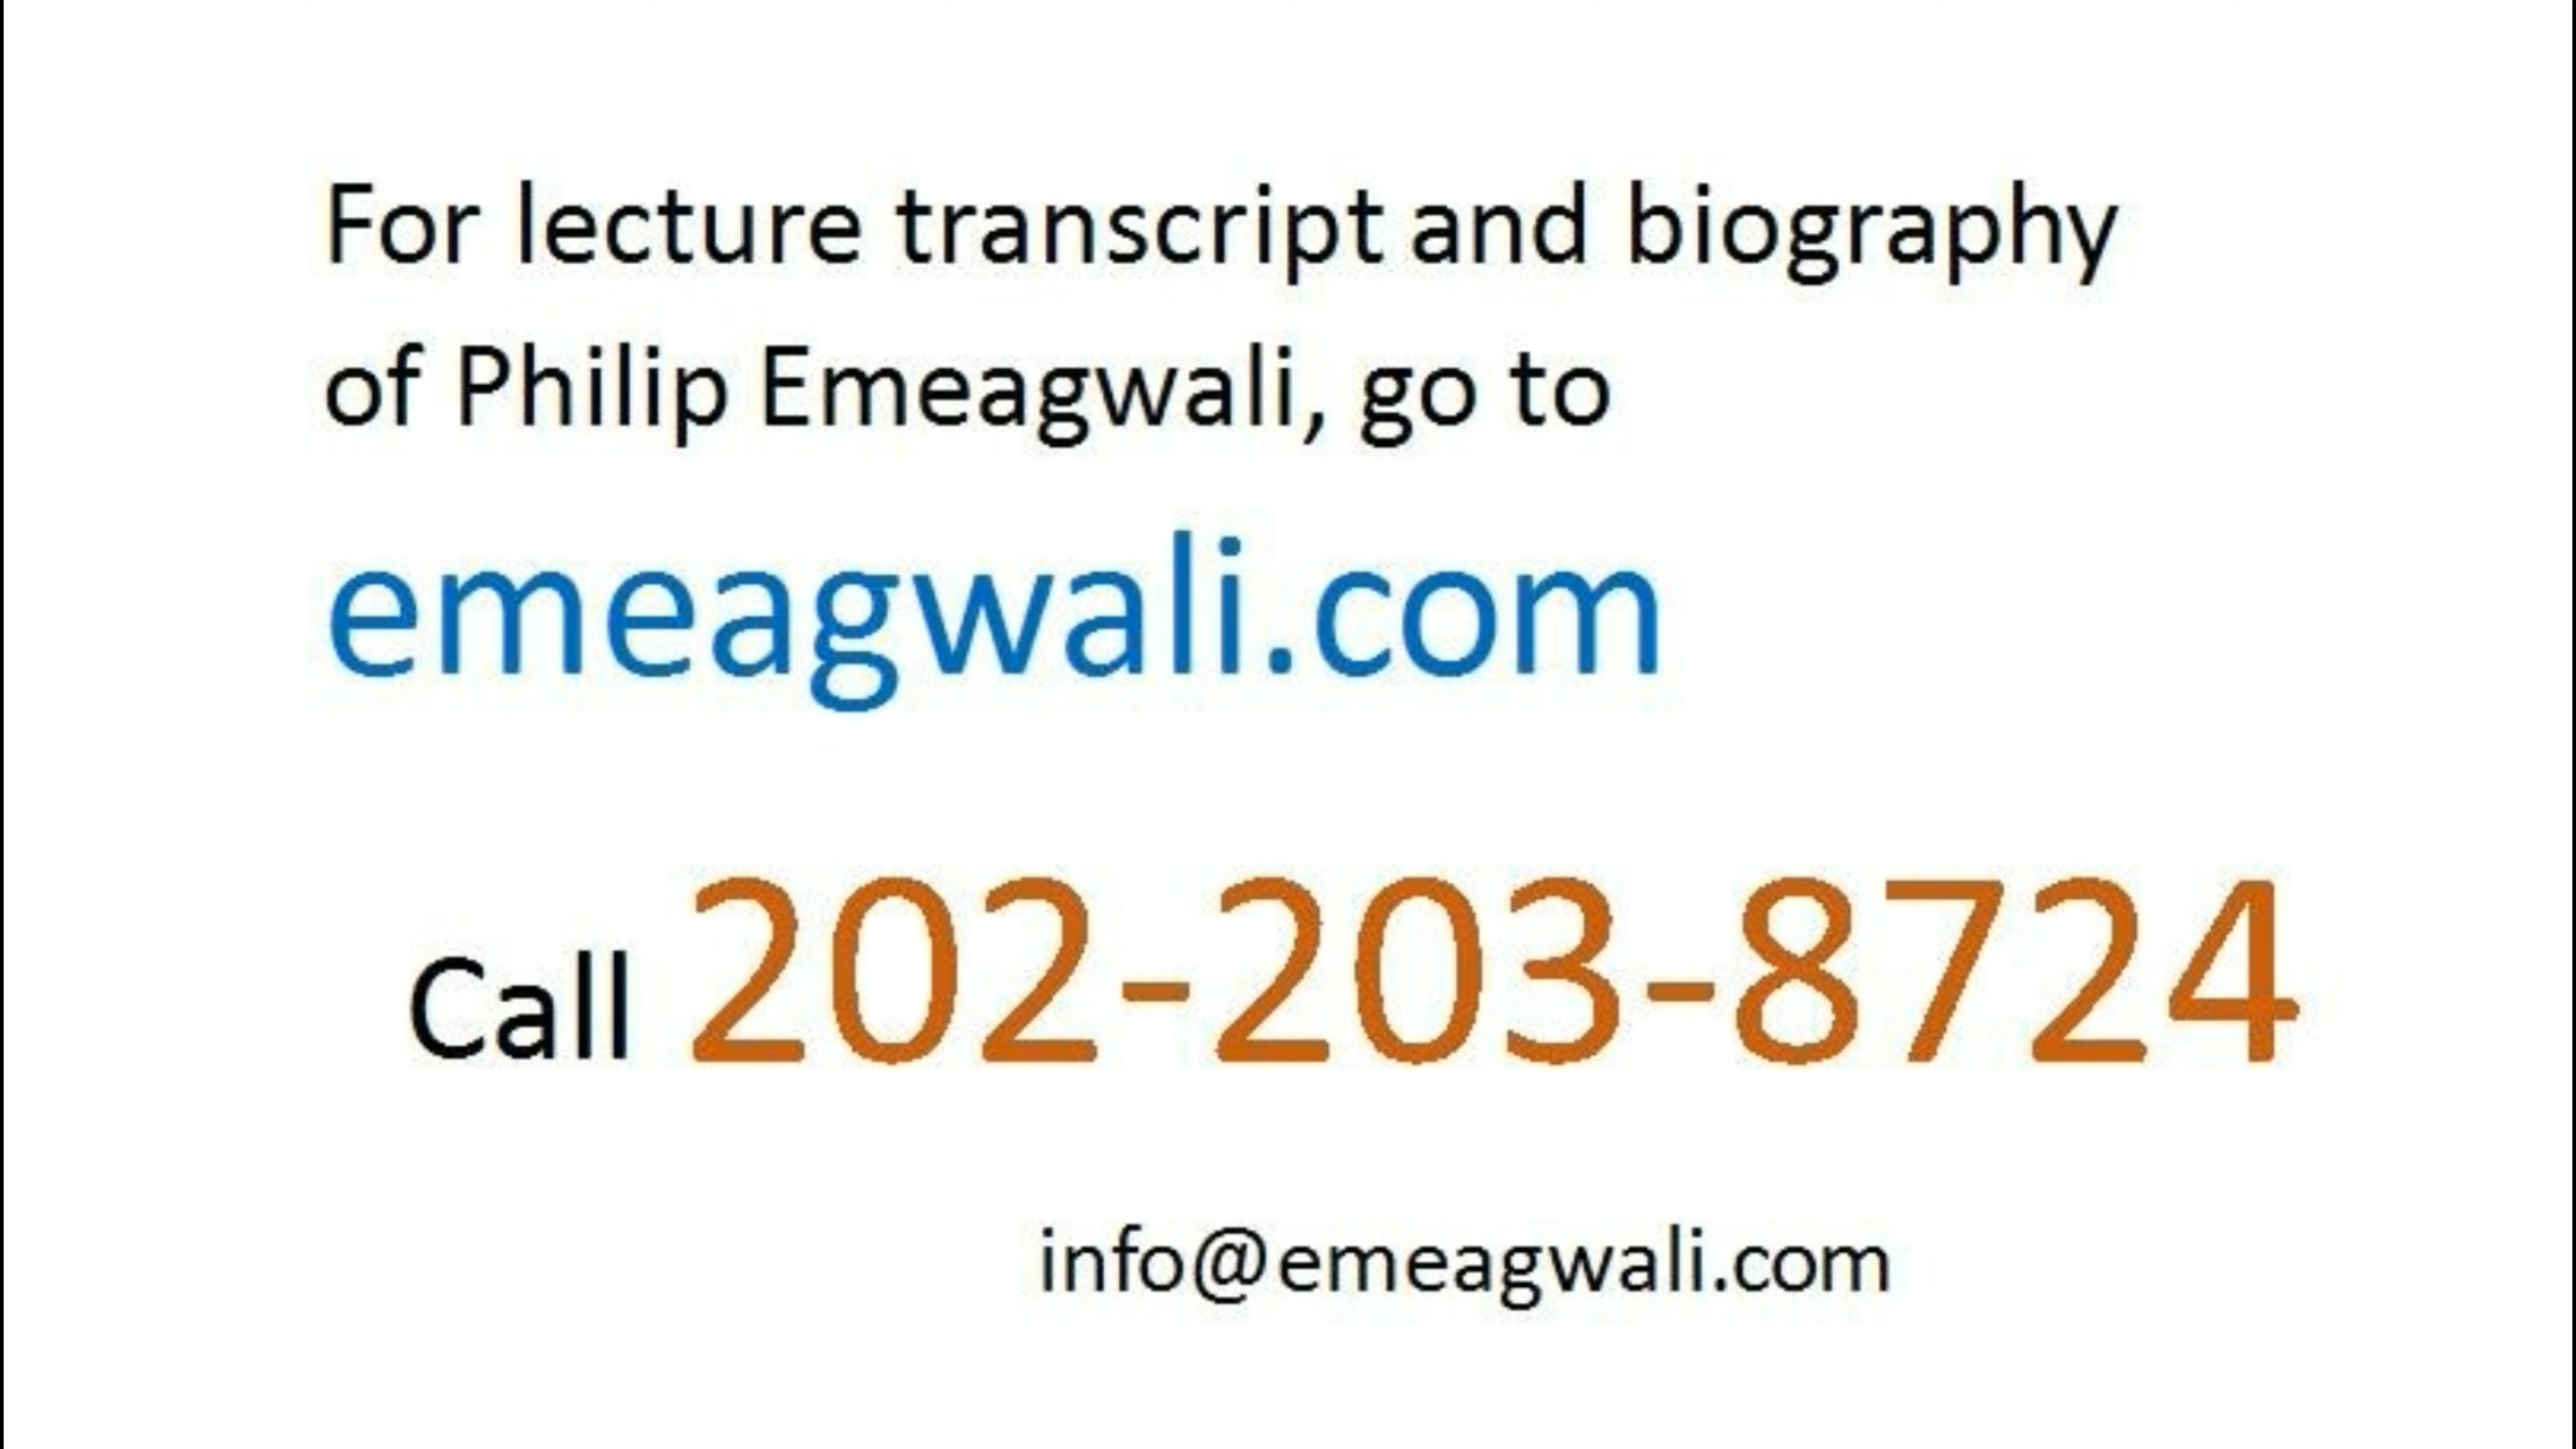 For lecture transcript and biography
of Philip Emeagwali, go to
emeagwali.com
Call 202-203-8724
info@emeagwali.com